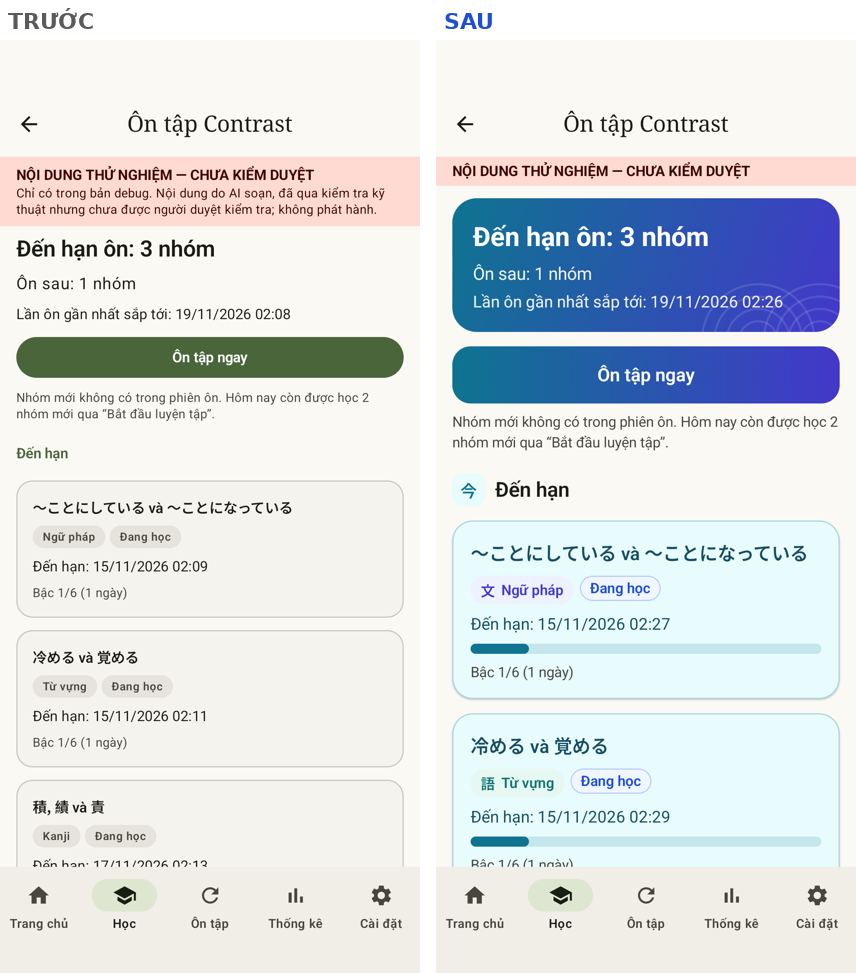 TRƯỚC
Ôn tập Contrast
NỘI DUNG THỬ NGHIỆM — CHƯA KIỂM DUYỆT
Chỉ có trong bản debug. Nội dung do AI soạn, đã qua kiểm tra kỹ
thuật nhưng chưa được người duyệt kiểm tra; không phát hành.
Đến hạn ôn: 3 nhóm
Ôn sau: 1 nhóm
Lần ôn gần nhất sắp tới: 19/11/2026 02:08
Ôn tập ngay
Nhóm mới không có trong phiên ôn. Hôm nay còn được học 2
nhóm mới qua “Bắt đầu luyện tập”.
Đến hạn
～ことにしている và ～ことになっている
Ngữ pháp Đang học
Đến hạn: 15/11/2026 02:09
Bậc 1/6 (1 ngày)
冷める và 覚める
Từ vựng Đang học
Đến hạn: 15/11/2026 02:11
Bậc 1/6 (1 ngày)
積, 績 và 責
Kanji Đang học
Đến hạn: 17/11/2026 02:13
Trang chủ Học Ôn tập Thống kê Cài đặt
SAU
Ôn tập Contrast
NỘI DUNG THỬ NGHIỆM — CHƯA KIỂM DUYỆT
Đến hạn ôn: 3 nhóm
Ôn sau: 1 nhóm
Lần ôn gần nhất sắp tới: 19/11/2026 02:26
Ôn tập ngay
Nhóm mới không có trong phiên ôn. Hôm nay còn được học 2
nhóm mới qua “Bắt đầu luyện tập”.
今 Đến hạn
～ことにしている và ～ことになっている
文 Ngữ pháp Đang học
Đến hạn: 15/11/2026 02:27
Bậc 1/6 (1 ngày)
冷める và 覚める
語 Từ vựng Đang học
Đến hạn: 15/11/2026 02:29
Bậc 1/6 (1 ngày)
Trang chủ Học Ôn tập Thống kê Cài đặt